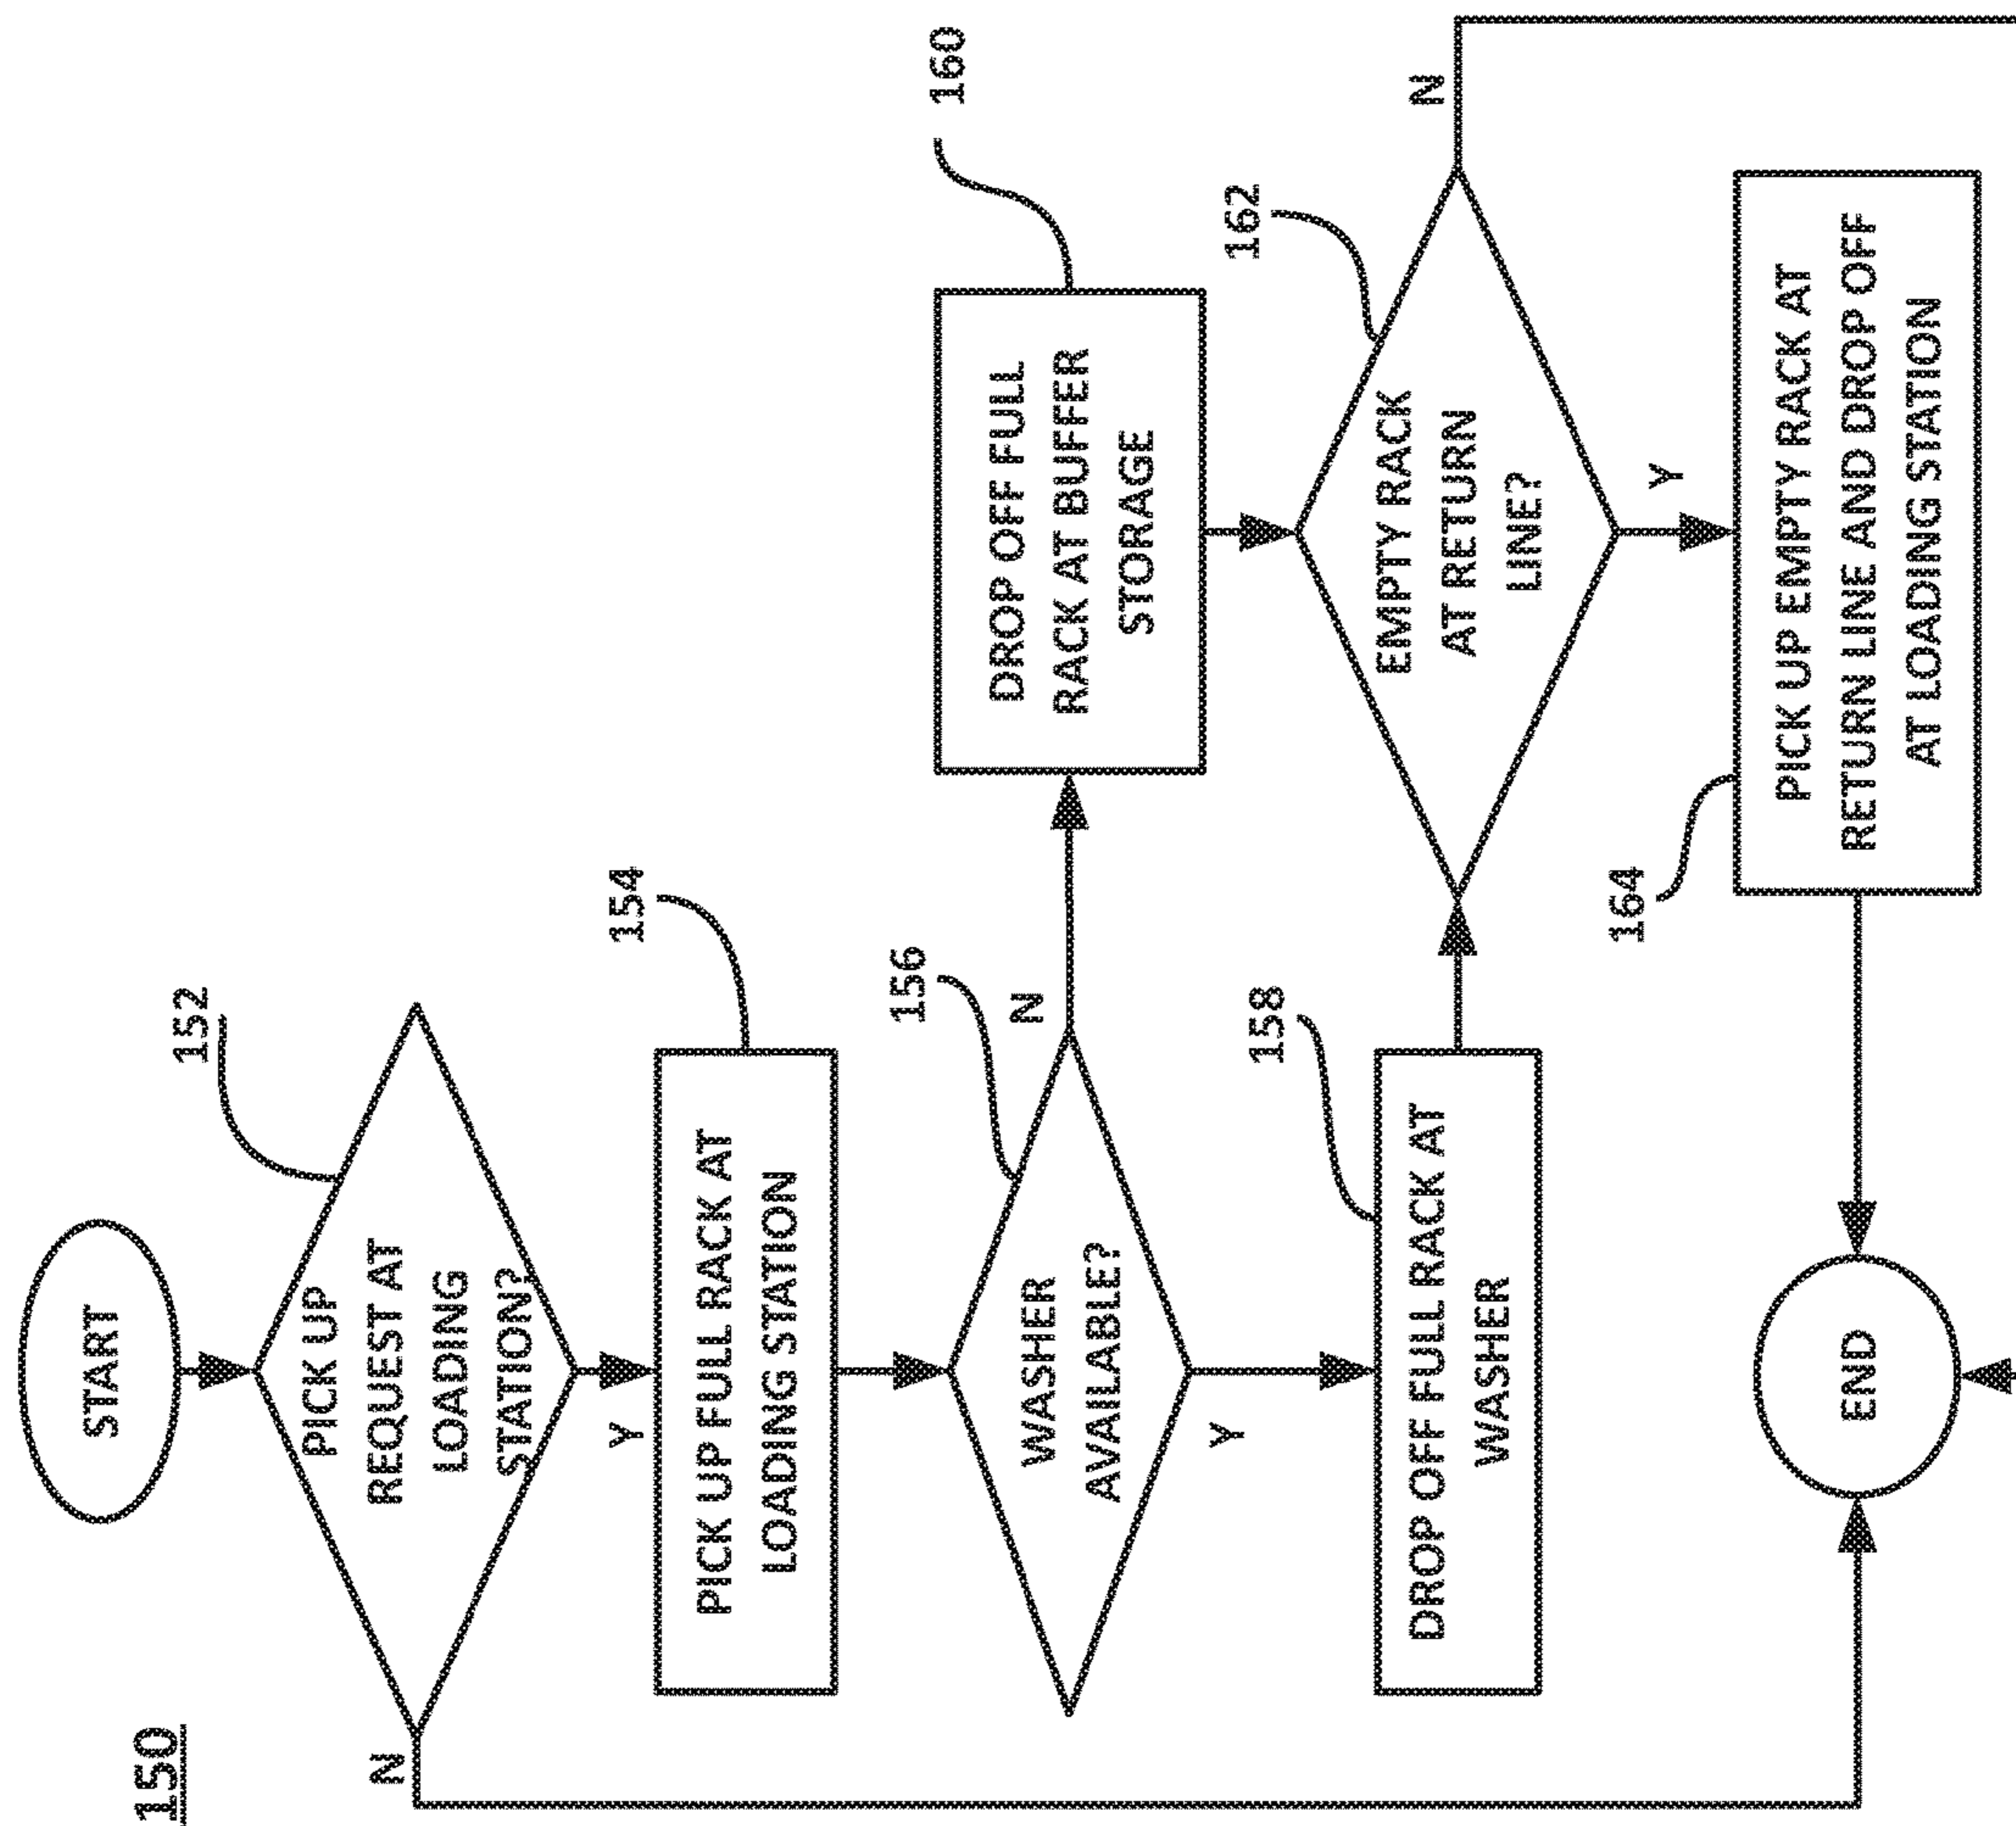 150
START
152
PICK UP
REQUEST AT
LOADING
STATION?
N
Y
154
PICK UP FULL RACK AT
LOADING STATION
156
WASHER
AVAILABLE?
N
Y
160
DROP OFF FULL
RACK AT BUFFER
STORAGE
158
DROP OFF FULL RACK AT
WASHER
162
EMPTY RACK
AT RETURN
LINE?
N
Y
164
PICK UP EMPTY RACK AT
RETURN LINE AND DROP OFF
AT LOADING STATION
END